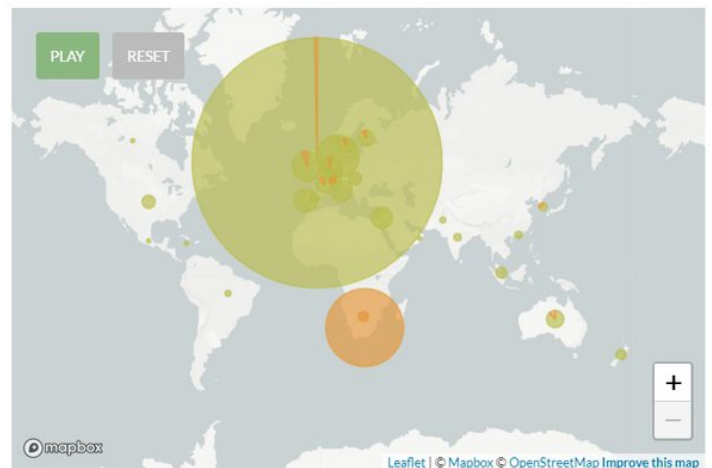 PLAY RESET
+
−
mapbox
Leaflet | © Mapbox © OpenStreetMap Improve this map